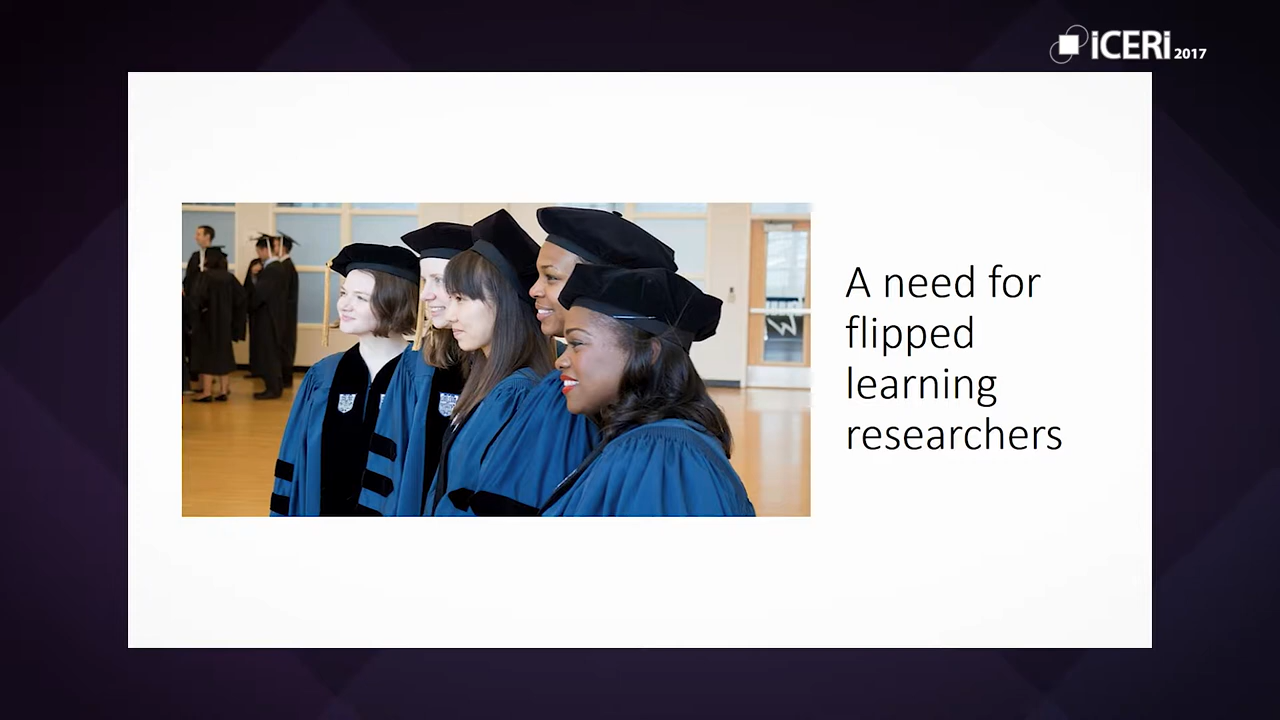 iCERi 2017
A need for
flipped
learning
researchers